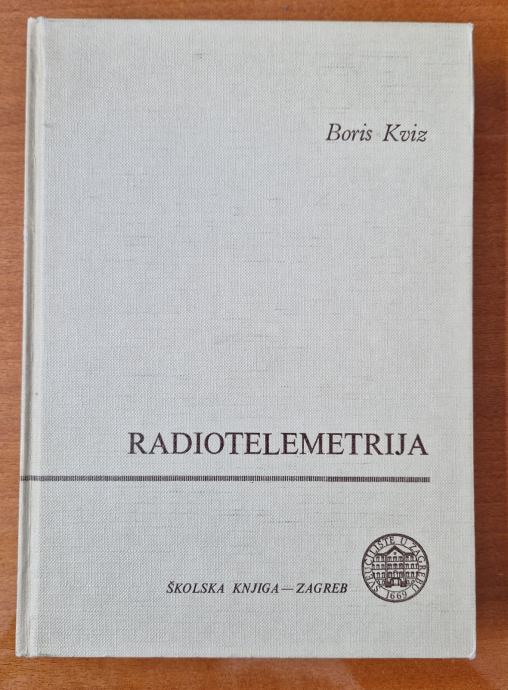 Boris Kviz
RADIOTELEMETRIJA
ŠKOLSKA KNJIGA—ZAGREB
SVEUČILIŠTE U ZAGREBU
1669